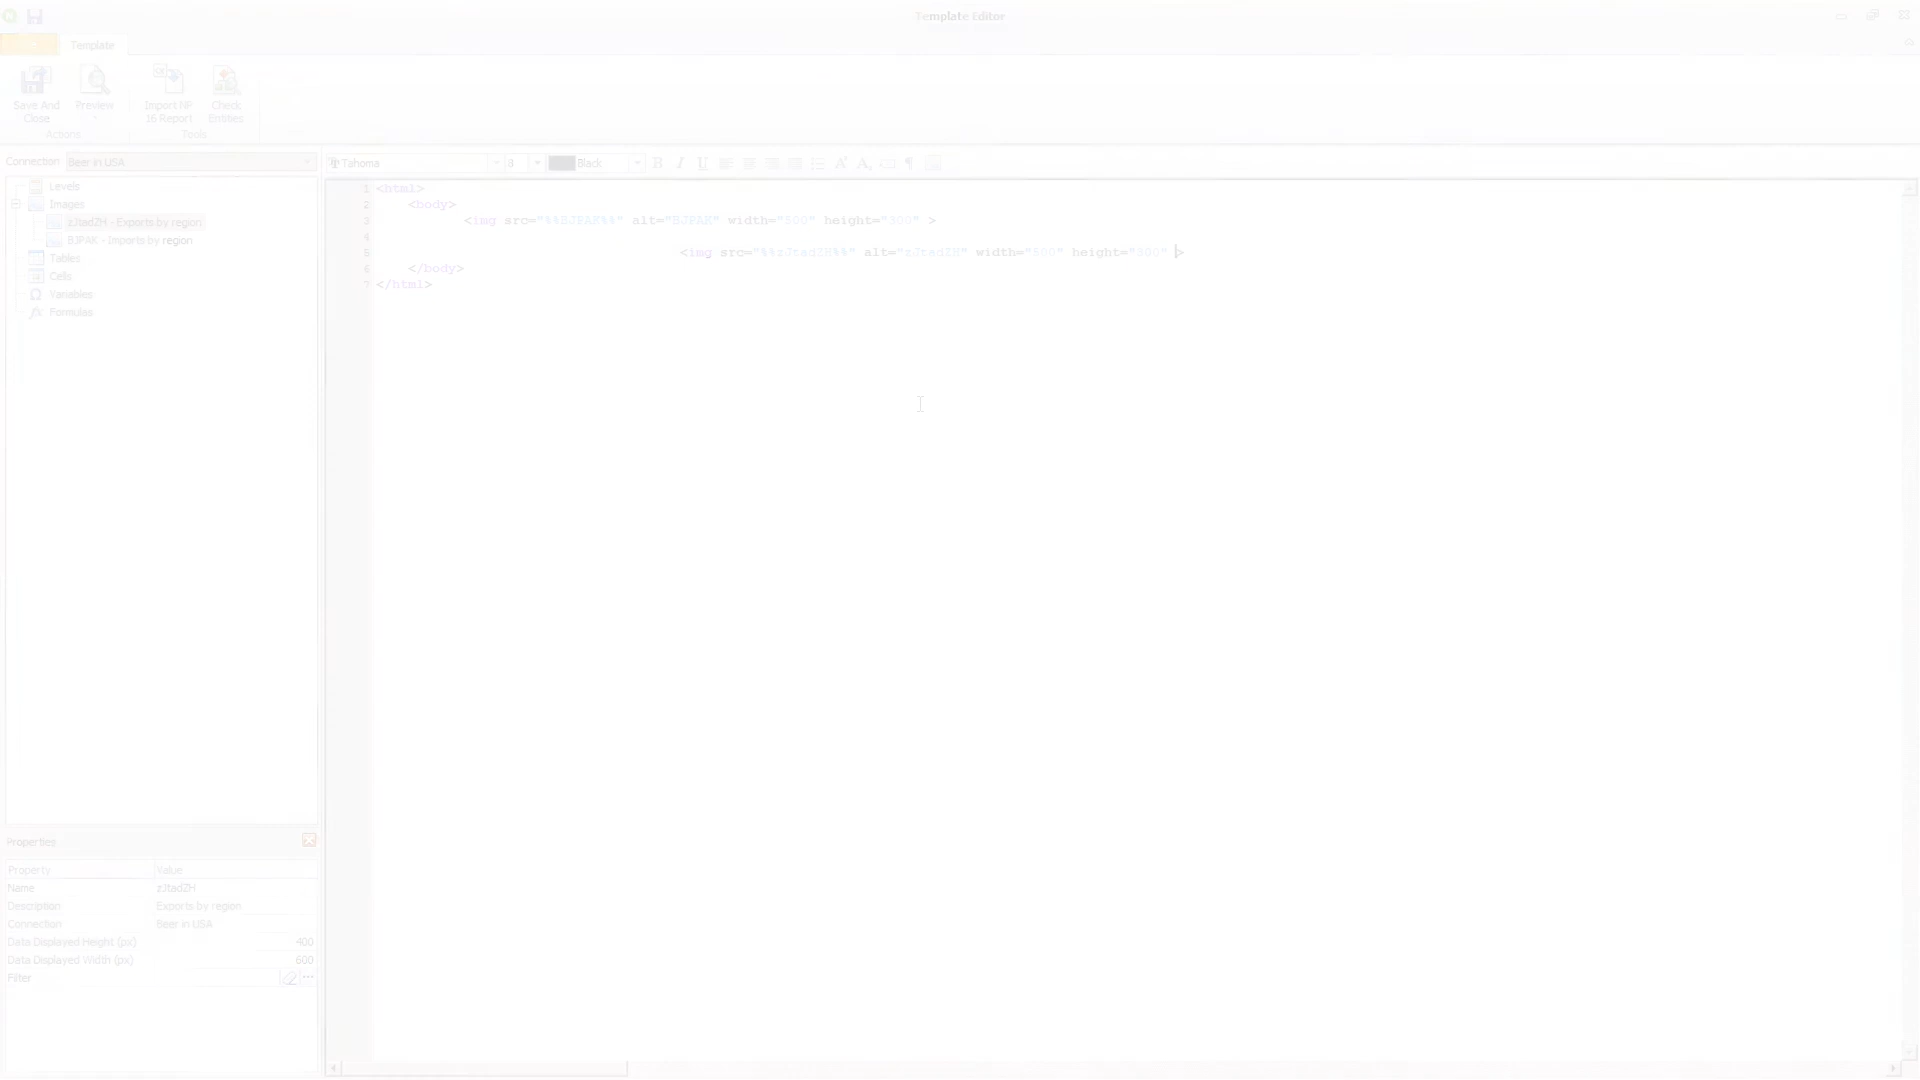 Template Editor
Template
Save And Close
Preview
Import NP 16 Report
Check Entities
Actions
Tools
Connection Beer in USA
Tahoma 8 Black B I U
Levels
Images
zJtadZH - Exports by region
BJPAK - Imports by region
Tables
Cells
Variables
Formulas
1 <html>
2 <body>
3 <img src="%%BJPAK%%" alt="BJPAK" width="500" height="300" >
4
5 <img src="%%zJtadZH%%" alt="zJtadZH" width="500" height="300" >
6 </body>
7 </html>
Properties
Property Value
Name zJtadZH
Description Exports by region
Connection Beer in USA
Data Displayed Height (px) 400
Data Displayed Width (px) 600
Filter